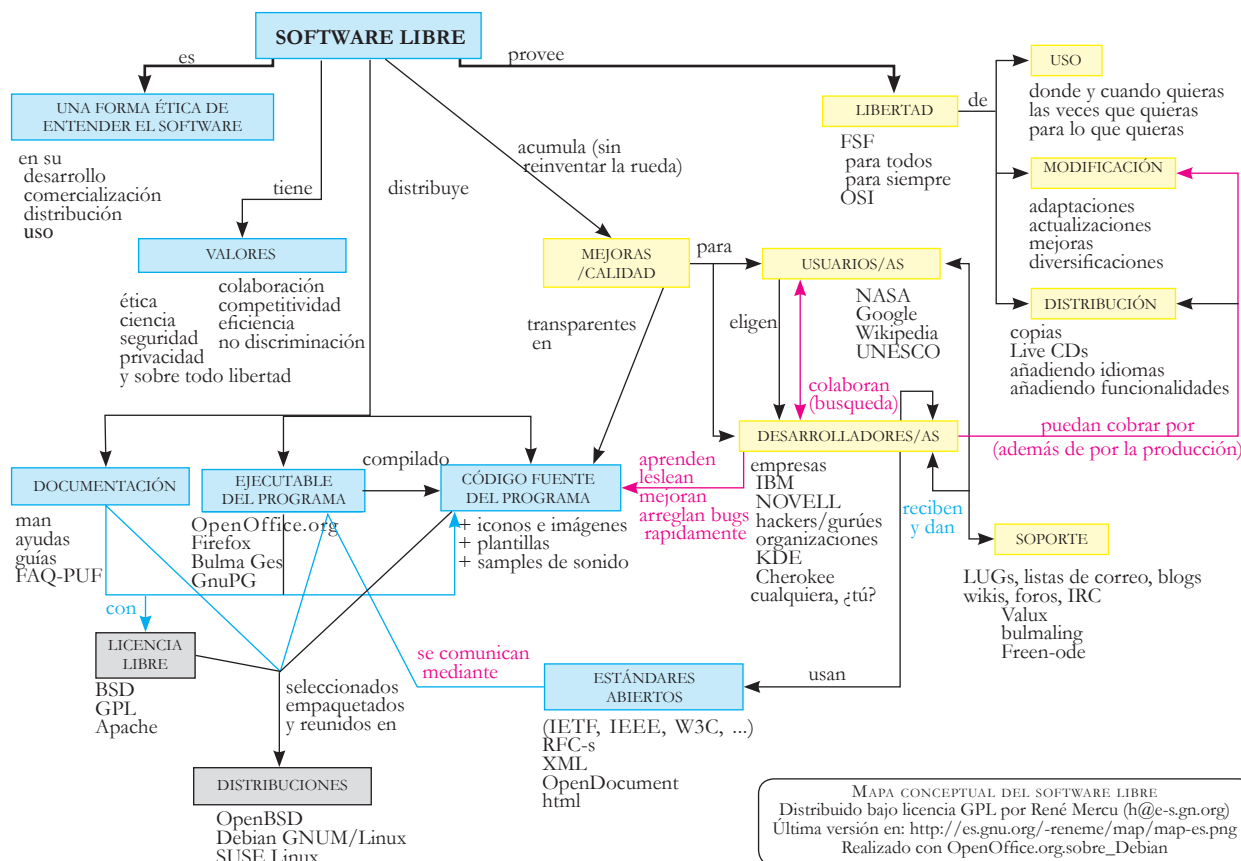 SOFTWARE LIBRE
es
provee
UNA FORMA ÉTICA DE
ENTENDER EL SOFTWARE
en su
desarrollo
comercialización
distribución
uso
tiene
distribuye
acumula (sin
reinventar la rueda)
LIBERTAD
de
FSF
para todos
para siempre
OSI
USO
donde y cuando quieras
las veces que quieras
para lo que quieras
MODIFICACIÓN
adaptaciones
actualizaciones
mejoras
diversificaciones
DISTRIBUCIÓN
copias
Live CDs
añadiendo idiomas
añadiendo funcionalidades
VALORES
colaboración
competitividad
eficiencia
no discriminación
ética
ciencia
seguridad
privacidad
y sobre todo libertad
MEJORAS
/CALIDAD
para
USUARIOS/AS
NASA
Google
Wikipedia
UNESCO
transparentes
en
eligen
colaboran
(busqueda)
DESARROLLADORES/AS
puedan cobrar por
(además de por la producción)
empresas
IBM
NOVELL
hackers/gurúes
organizaciones
KDE
Cherokee
cualquiera, ¿tú?
aprenden
leslean
mejoran
arreglan bugs
rapidamente
reciben
y dan
SOPORTE
LUGs, listas de correo, blogs
wikis, foros, IRC
Valux
bulmaling
Freen-ode
DOCUMENTACIÓN
man
ayudas
guías
FAQ-PUF
EJECUTABLE
DEL PROGRAMA
OpenOffice.org
Firefox
Bulma Ges
GnuPG
compilado
CÓDIGO FUENTE
DEL PROGRAMA
+ iconos e imágenes
+ plantillas
+ samples de sonido
con
LICENCIA
LIBRE
BSD
GPL
Apache
seleccionados
empaquetados
y reunidos en
se comunican
mediante
ESTÁNDARES
ABIERTOS
usan
(IETF, IEEE, W3C, ...)
RFC-s
XML
OpenDocument
html
DISTRIBUCIONES
OpenBSD
Debian GNUM/Linux
SUSE Linux
MAPA CONCEPTUAL DEL SOFTWARE LIBRE
Distribuido bajo licencia GPL por René Mercu (h@e-s.gn.org)
Última versión en: http://es.gnu.org/-reneme/map/map-es.png
Realizado con OpenOffice.org.sobre_Debian